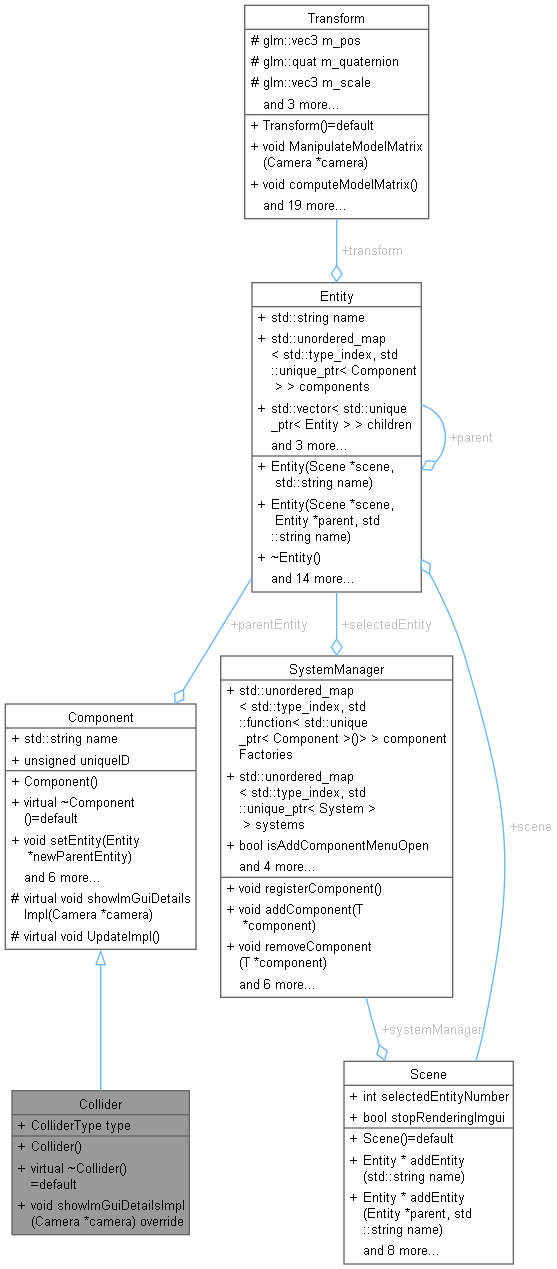 Transform
# glm::vec3 m_pos
# glm::quat m_quaternion
# glm::vec3 m_scale
and 3 more...
+ Transform()=default
+ void ManipulateModelMatrix
(Camera *camera)
+ void computeModelMatrix()
and 19 more...
+transform
Entity
+ std::string name
+ std::unordered_map
< std::type_index, std
::unique_ptr< Component
> > components
+ std::vector< std::unique
_ptr< Entity > > children
and 3 more...
+ Entity(Scene *scene,
std::string name)
+ Entity(Scene *scene,
Entity *parent, std
::string name)
+ ~Entity()
and 14 more...
+parent
+parentEntity
+selectedEntity
SystemManager
+ std::unordered_map
< std::type_index, std
::function< std::unique
_ptr< Component >()> > component
Factories
+ std::unordered_map
< std::type_index, std
::unique_ptr< System >
> > systems
+ bool isAddComponentMenuOpen
and 4 more...
+ void registerComponent()
+ void addComponent(T
*component)
+ void removeComponent
(T *component)
and 6 more...
Component
+ std::string name
+ unsigned uniqueID
+ Component()
+ virtual ~Component
()=default
+ void setEntity(Entity
*newParentEntity)
and 6 more...
# virtual void showImGuiDetails
Impl(Camera *camera)
# virtual void UpdateImpl()
+scene
+systemManager
Scene
+ int selectedEntityNumber
+ bool stopRenderingImgui
+ Scene()=default
+ Entity * addEntity
(std::string name)
+ Entity * addEntity
(Entity *parent, std
::string name)
and 8 more...
Collider
+ ColliderType type
+ Collider()
+ virtual ~Collider()
=default
+ void showImGuiDetailsImpl
(Camera *camera) override